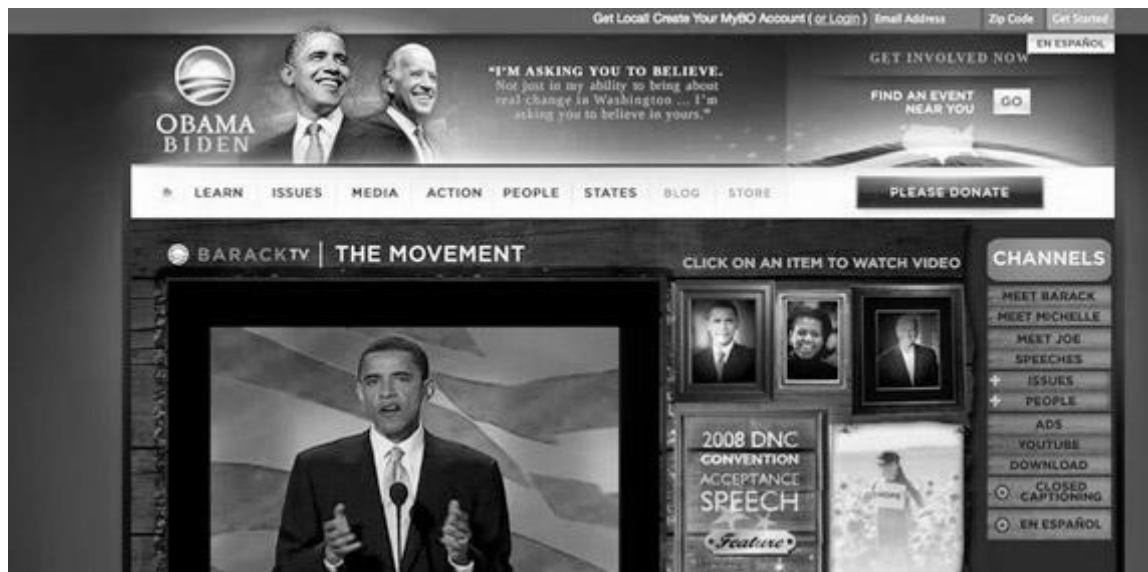 Get Local! Create Your MyBO Account ( or Login ) Email Address Zip Code Get Started
EN ESPAÑOL
OBAMA
BIDEN
"I'M ASKING YOU TO BELIEVE.
Not just in my ability to bring about
real change in Washington ... I'm
asking you to believe in yours."
GET INVOLVED NOW
FIND AN EVENT
NEAR YOU GO
LEARN ISSUES MEDIA ACTION PEOPLE STATES BLOG STORE PLEASE DONATE
BARACKTV | THE MOVEMENT
CLICK ON AN ITEM TO WATCH VIDEO
2008 DNC
CONVENTION
ACCEPTANCE
SPEECH
Feature
HOPE
CHANNELS
MEET BARACK
MEET MICHELLE
MEET JOE
SPEECHES
+ ISSUES
+ PEOPLE
ADS
YOUTUBE
DOWNLOAD
CLOSED
CAPTIONING
EN ESPAÑOL